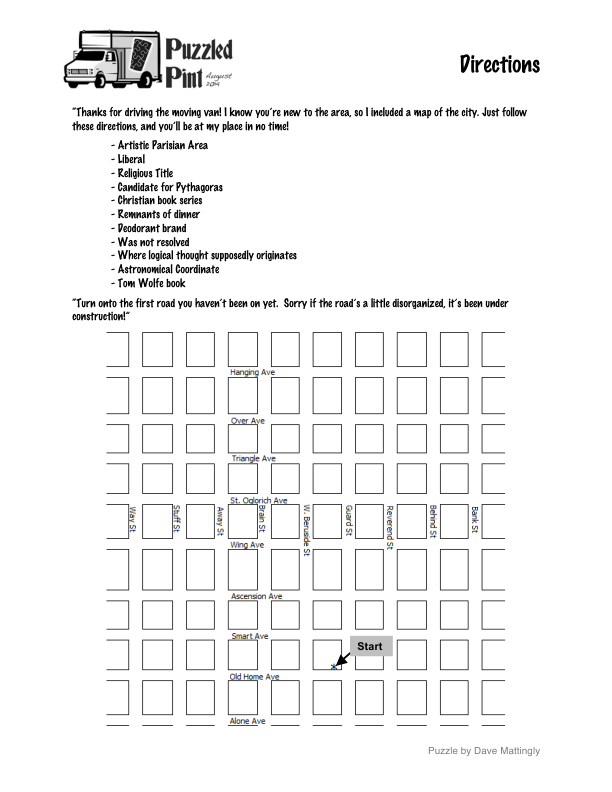 Puzzled
Pint August
2014
Directions
"Thanks for driving the moving van! I know you're new to the area, so I included a map of the city. Just follow
these directions, and you'll be at my place in no time!
- Artistic Parisian Area
- Liberal
- Religious Title
- Candidate for Pythagoras
- Christian book series
- Remnants of dinner
- Deodorant brand
- Was not resolved
- Where logical thought supposedly originates
- Astronomical Coordinate
- Tom Wolfe book
"Turn onto the first road you haven't been on yet. Sorry if the road's a little disorganized, it's been under
construction!"
Hanging Ave
Over Ave
Triangle Ave
St. Oglorich Ave
Way St
Stuff St
Away St
Brain St
W. Beruside St
Guard St
Reverend St
Behind St
Bank St
Wing Ave
Ascension Ave
Smart Ave
Start
*
Old Home Ave
Alone Ave
Puzzle by Dave Mattingly